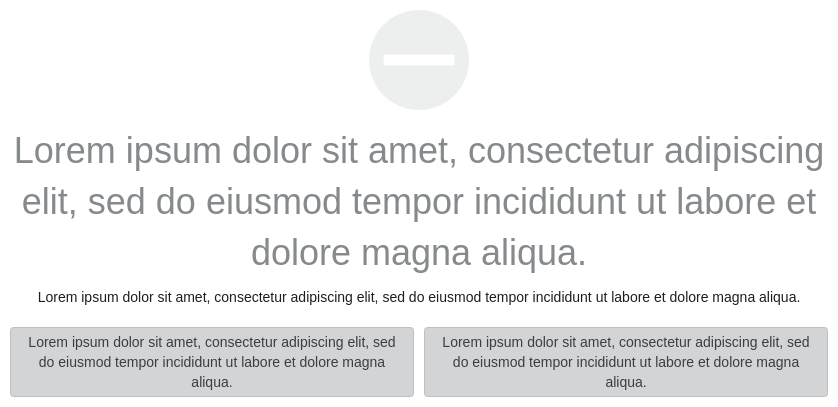 Lorem ipsum dolor sit amet, consectetur adipiscing
elit, sed do eiusmod tempor incididunt ut labore et
dolore magna aliqua.
Lorem ipsum dolor sit amet, consectetur adipiscing elit, sed do eiusmod tempor incididunt ut labore et dolore magna aliqua.
Lorem ipsum dolor sit amet, consectetur adipiscing elit, sed
do eiusmod tempor incididunt ut labore et dolore magna
aliqua.
Lorem ipsum dolor sit amet, consectetur adipiscing elit, sed
do eiusmod tempor incididunt ut labore et dolore magna
aliqua.